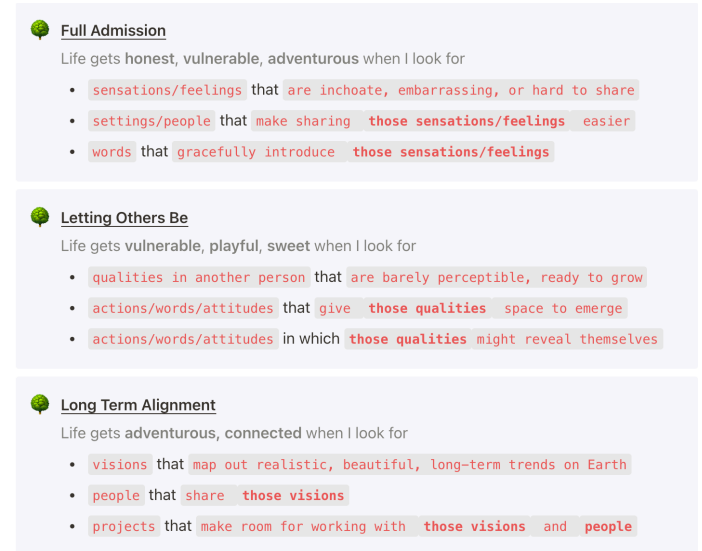 Full Admission
Life gets honest, vulnerable, adventurous when I look for
• sensations/feelings that are inchoate, embarrassing, or hard to share
• settings/people that make sharing those sensations/feelings easier
• words that gracefully introduce those sensations/feelings
Letting Others Be
Life gets vulnerable, playful, sweet when I look for
• qualities in another person that are barely perceptible, ready to grow
• actions/words/attitudes that give those qualities space to emerge
• actions/words/attitudes in which those qualities might reveal themselves
Long Term Alignment
Life gets adventurous, connected when I look for
• visions that map out realistic, beautiful, long-term trends on Earth
• people that share those visions
• projects that make room for working with those visions and people